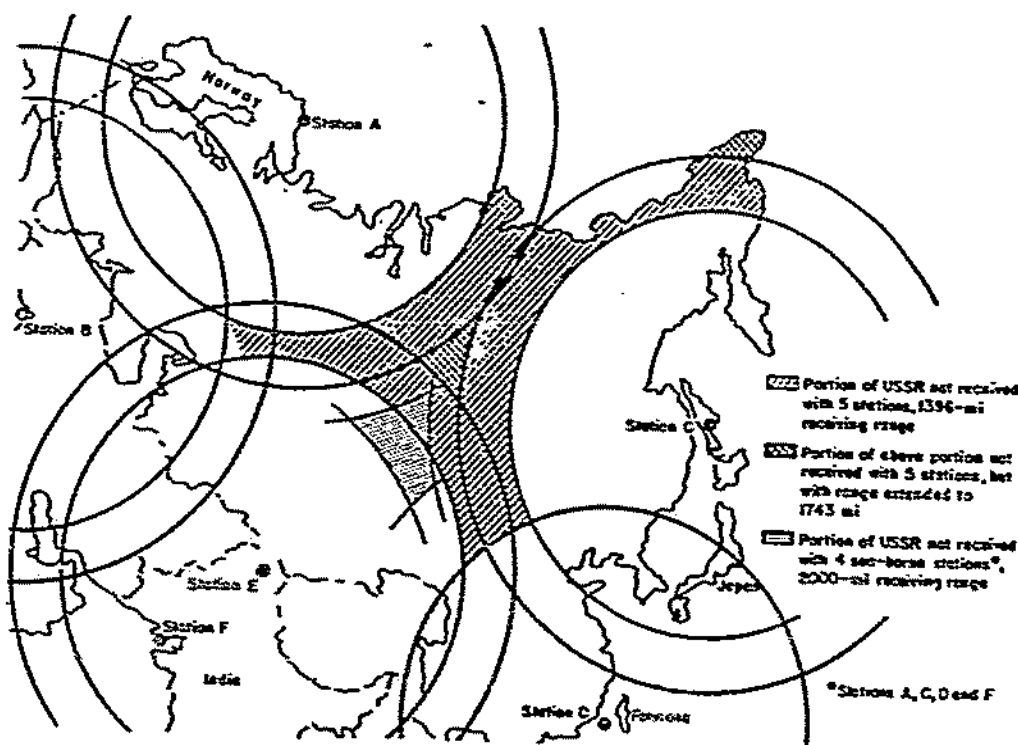 Norway
Station A
Station B
Station C
Station E
Station F
India
Station D
Formosa
Japan
Portion of USSR not received
with 5 stations, 1396-mi
receiving range
Portion of above portion not
received with 5 stations, but
with range extended to
1743 mi
Portion of USSR not received
with 4 sea-borne stations*,
2000-mi receiving range
*Stations A, C, D and F